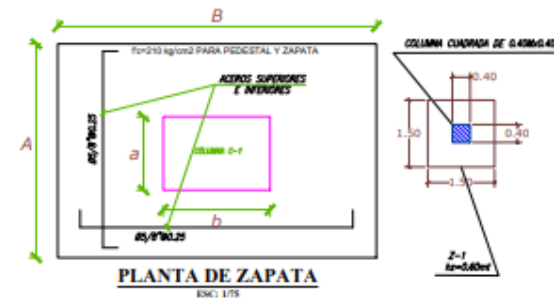 B
f'c=210 kg/cm2 PARA PEDESTAL Y ZAPATA
ACEROS SUPERIORES
E INFERIORES
A
Ø5/8"@0.25
a
COLUMNA C-1
b
Ø5/8"@0.25
PLANTA DE ZAPATA
ESC: 1/75
COLUMNA CUADRADA DE 0.40Mx0.40
0.40
1.50
0.40
1.50
Z-1
hz=0.60mt